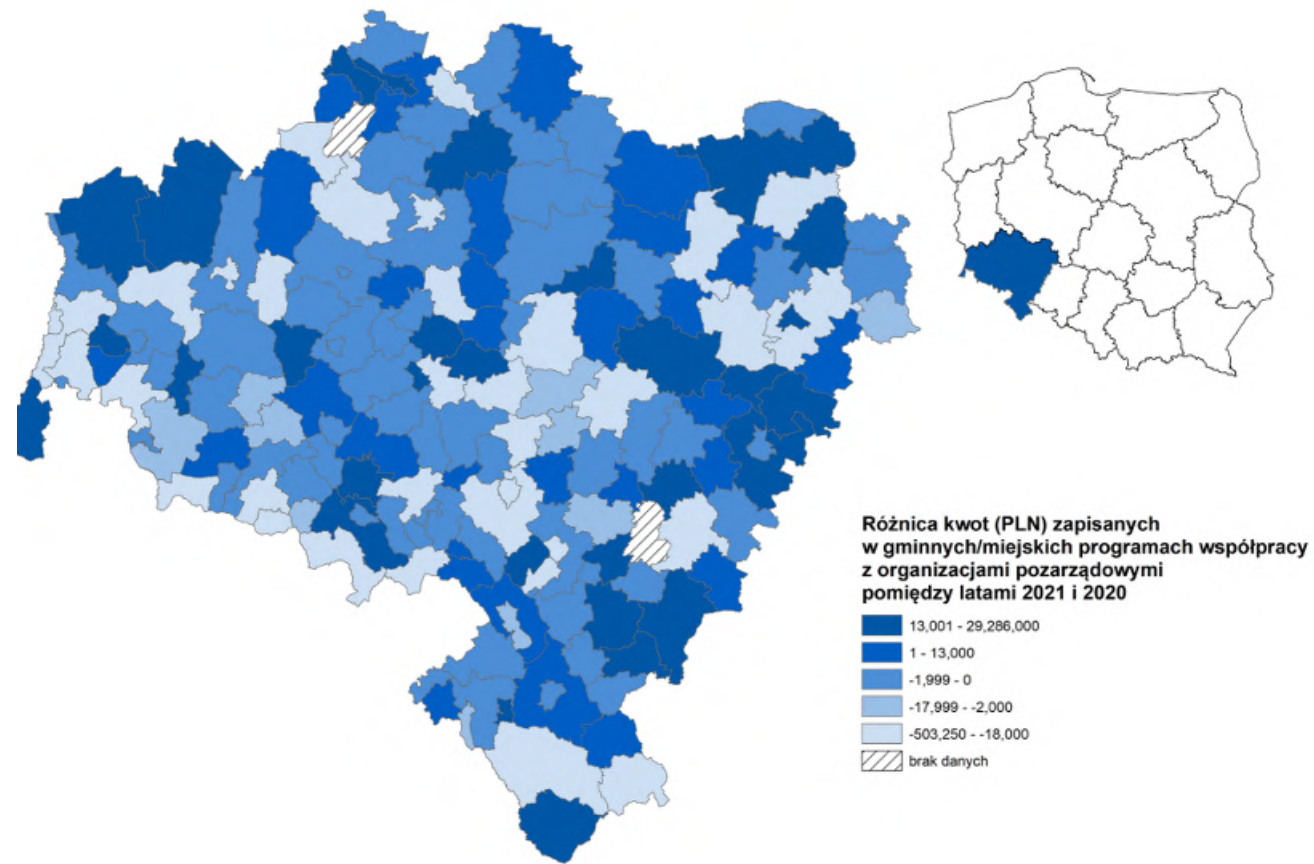 Różnica kwot (PLN) zapisanych
w gminnych/miejskich programach współpracy
z organizacjami pozarządowymi
pomiędzy latami 2021 i 2020
13,001 - 29,286,000
1 - 13,000
-1,999 - 0
-17,999 - -2,000
-503,250 - -18,000
brak danych